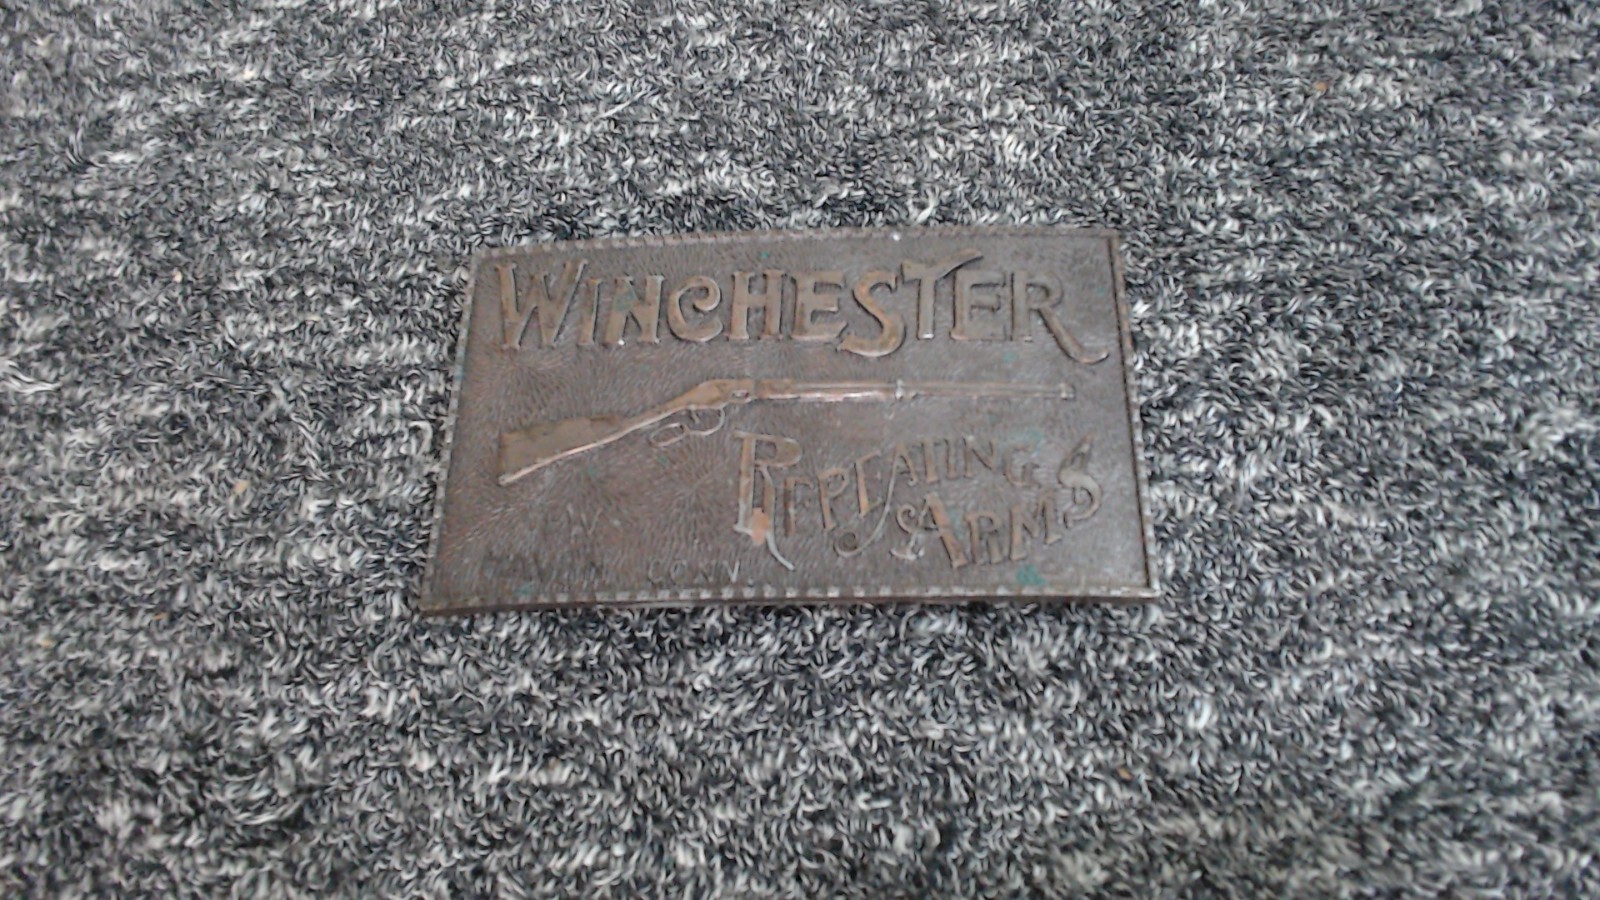 WINCHESTER
REPEATING
ARMS
CONN.